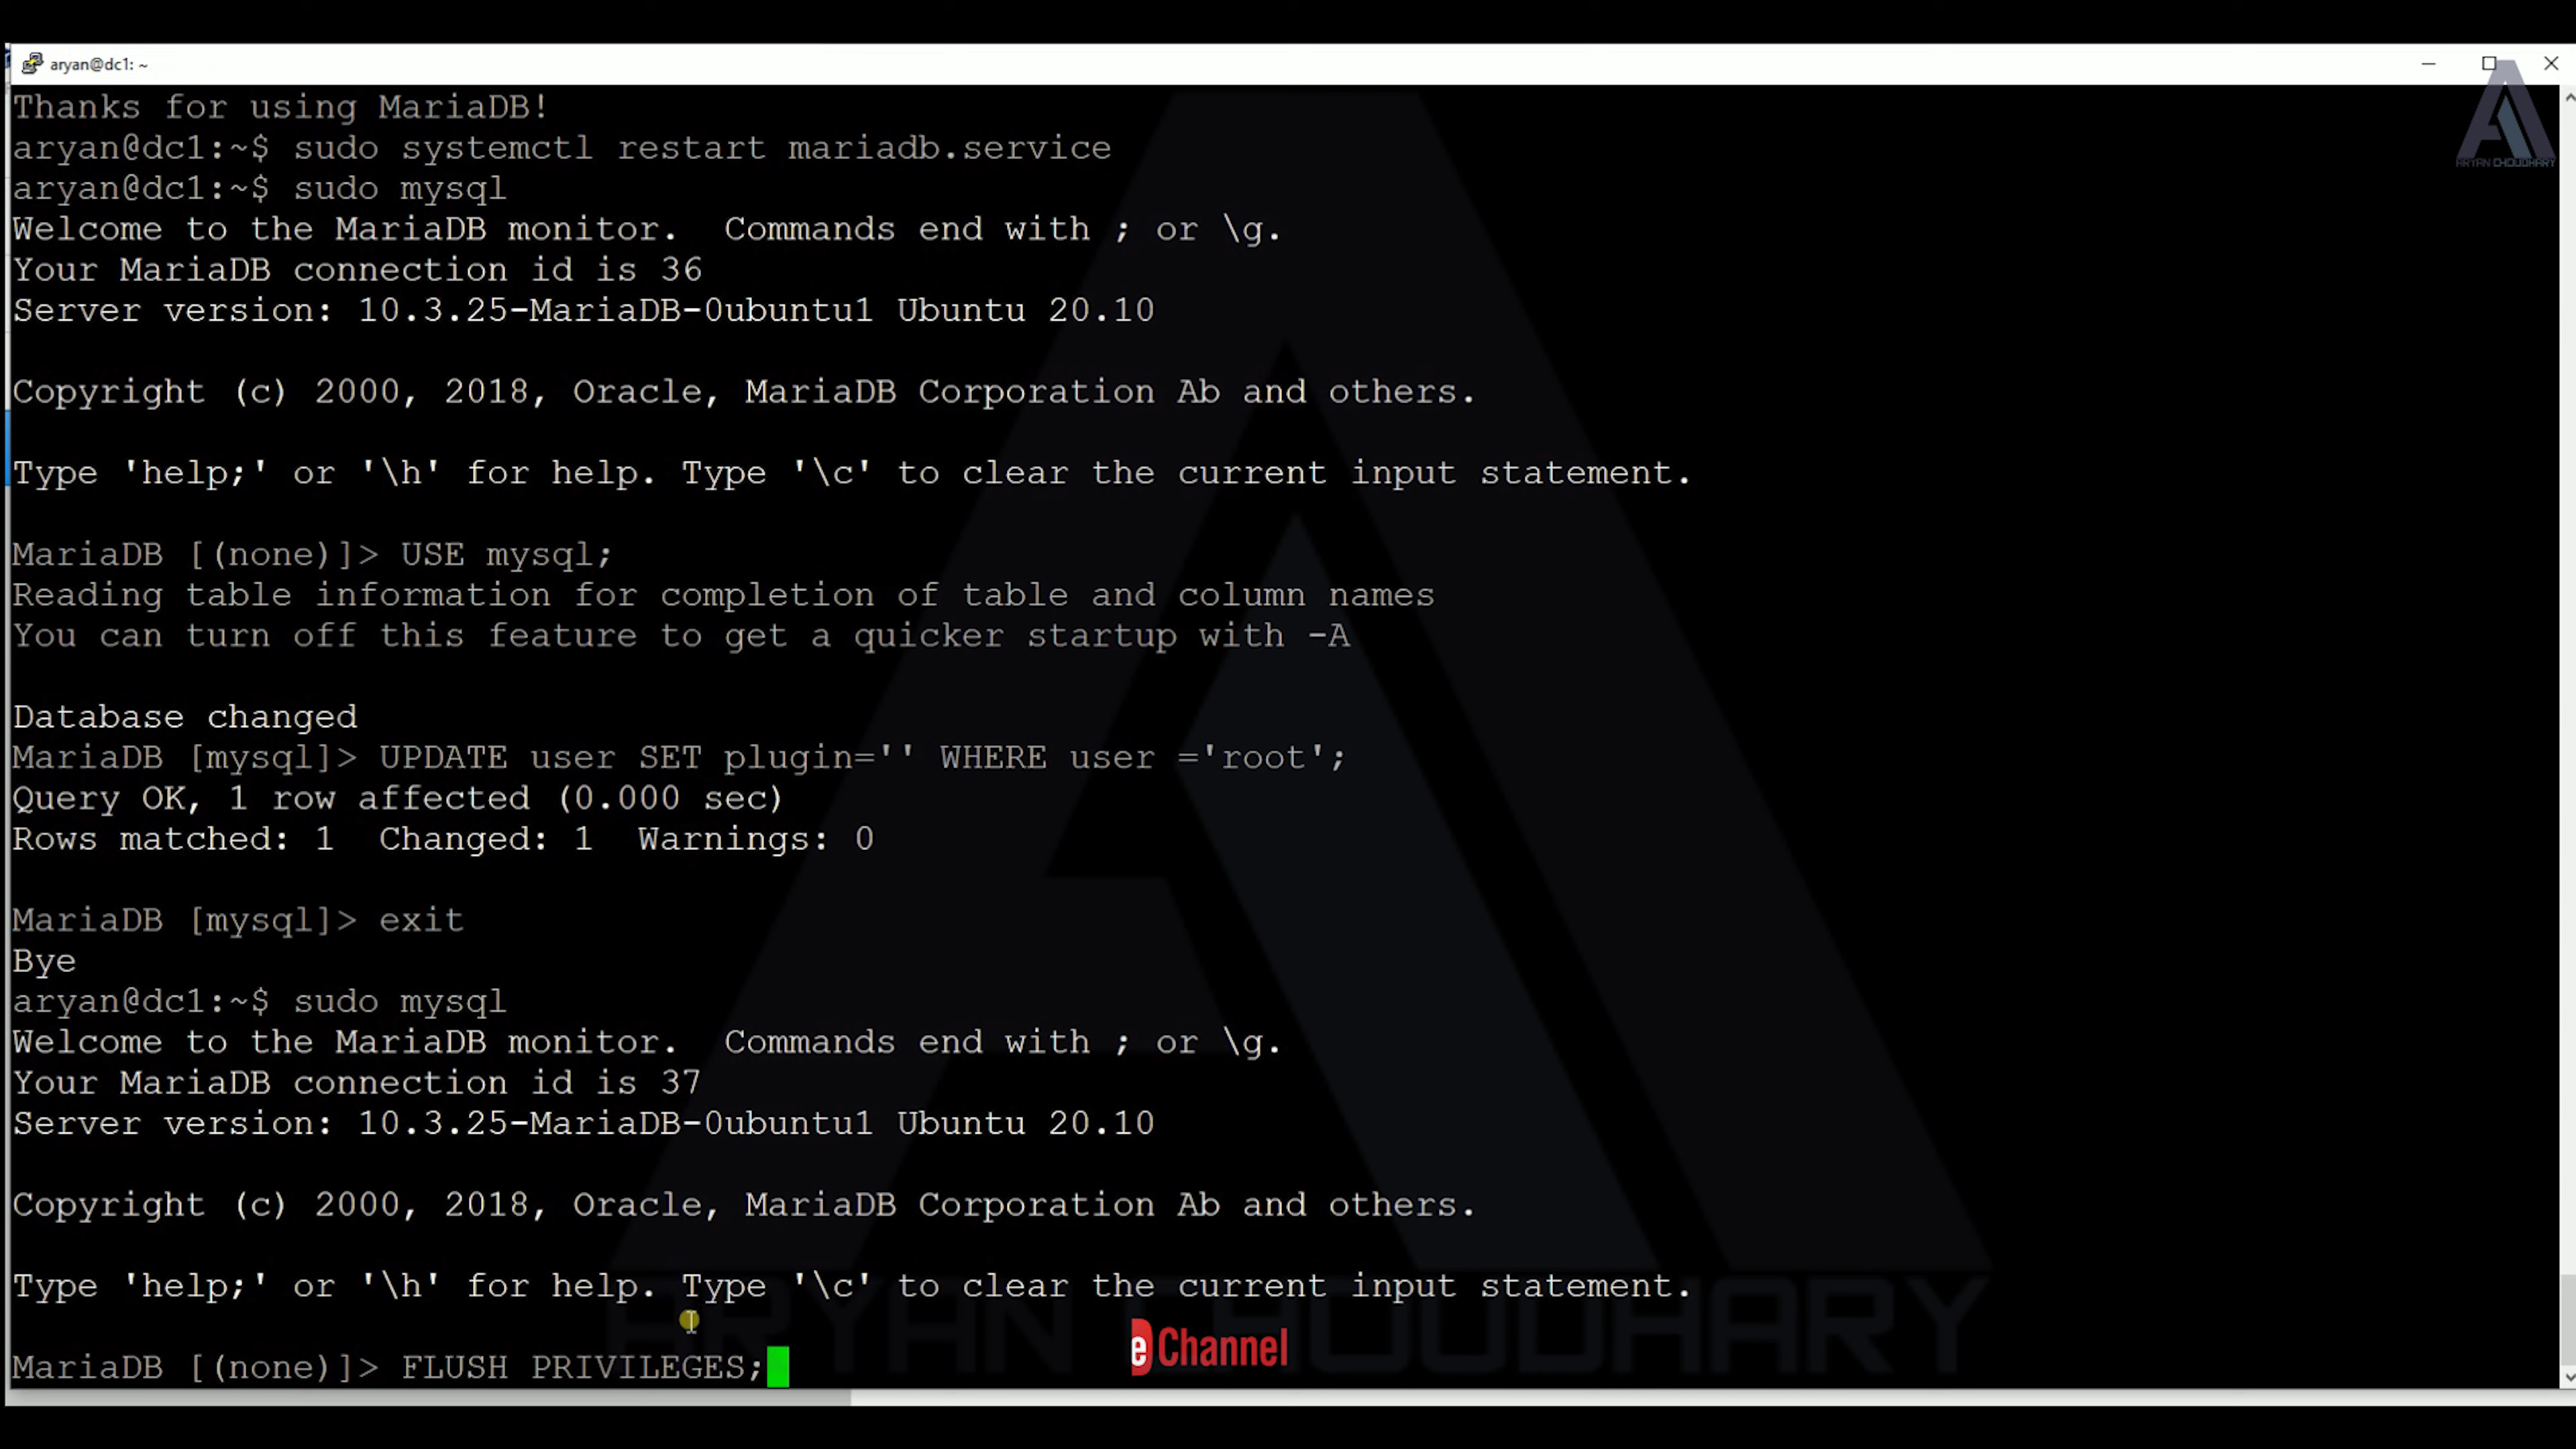 aryan@dc1: ~
Thanks for using MariaDB!
aryan@dc1:~$ sudo systemctl restart mariadb.service
aryan@dc1:~$ sudo mysql
Welcome to the MariaDB monitor.  Commands end with ; or \g.
Your MariaDB connection id is 36
Server version: 10.3.25-MariaDB-0ubuntu1 Ubuntu 20.10
Copyright (c) 2000, 2018, Oracle, MariaDB Corporation Ab and others.
Type 'help;' or '\h' for help. Type '\c' to clear the current input statement.
MariaDB [(none)]> USE mysql;
Reading table information for completion of table and column names
You can turn off this feature to get a quicker startup with -A
Database changed
MariaDB [mysql]> UPDATE user SET plugin='' WHERE user ='root';
Query OK, 1 row affected (0.000 sec)
Rows matched: 1  Changed: 1  Warnings: 0
MariaDB [mysql]> exit
Bye
aryan@dc1:~$ sudo mysql
Welcome to the MariaDB monitor.  Commands end with ; or \g.
Your MariaDB connection id is 37
Server version: 10.3.25-MariaDB-0ubuntu1 Ubuntu 20.10
Copyright (c) 2000, 2018, Oracle, MariaDB Corporation Ab and others.
Type 'help;' or '\h' for help. Type '\c' to clear the current input statement.
MariaDB [(none)]> FLUSH PRIVILEGES;
ARYAN CHOUDHARY
e Channel
ARYAN CHOUDHARY